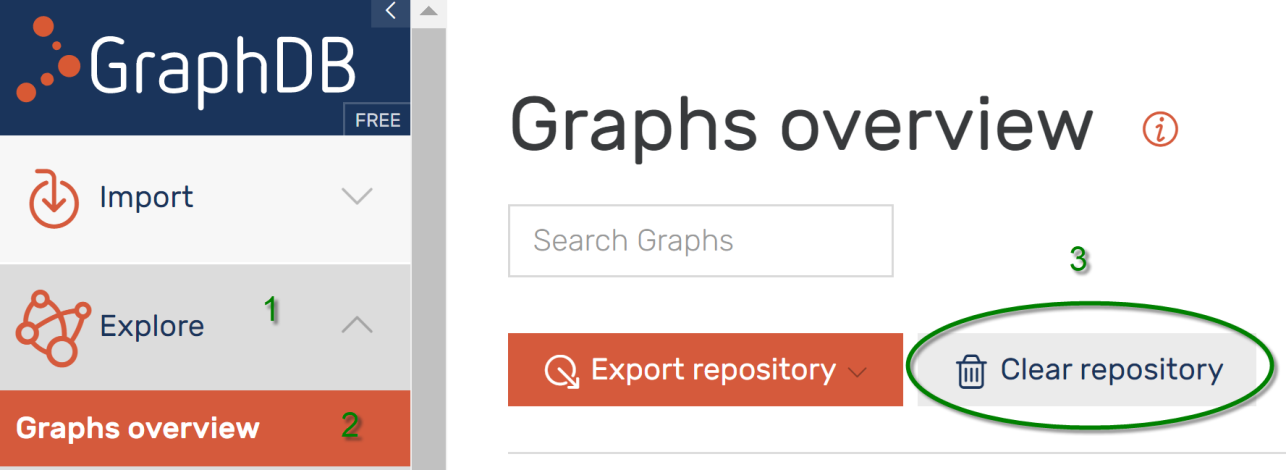 GraphDB
FREE
Import
Explore 1
Graphs overview 2
Graphs overview i
Search Graphs
3
Export repository
Clear repository